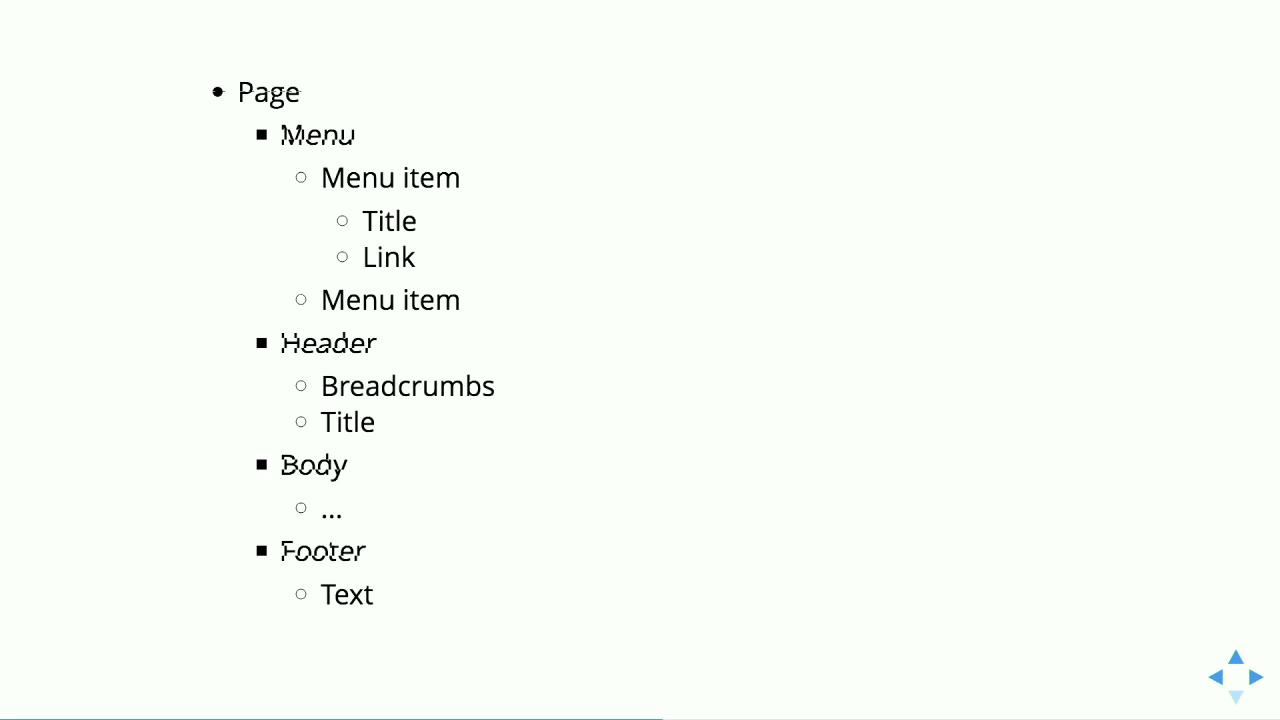 Page
Menu
Menu item
Title
Link
Menu item
Header
Breadcrumbs
Title
Body
...
Footer
Text